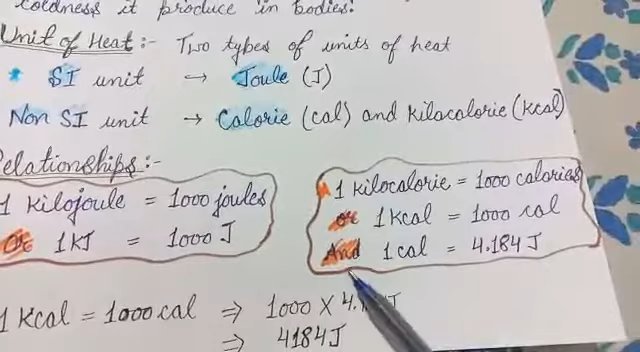 coldness it produce in bodies.
Unit of Heat:- Two types of units of heat
* SI unit → Joule (J)
Non SI unit → Calorie (cal) and Kilocalorie (Kcal)
Relationships:-
1 kilojoule = 1000 joules
Or 1KJ = 1000 J
1 Kilocalorie = 1000 calories
or 1 Kcal = 1000 cal
And 1 cal = 4.184 J
1 Kcal = 1000 cal ⇒ 1000 X J
⇒ 4184 J